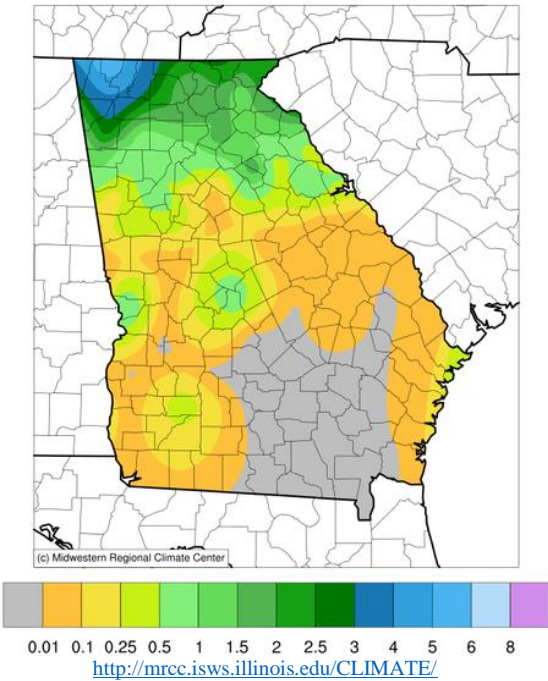 (c) Midwestern Regional Climate Center
0.01 0.1 0.25 0.5 1 1.5 2 2.5 3 4 5 6 8
http://mrcc.isws.illinois.edu/CLIMATE/